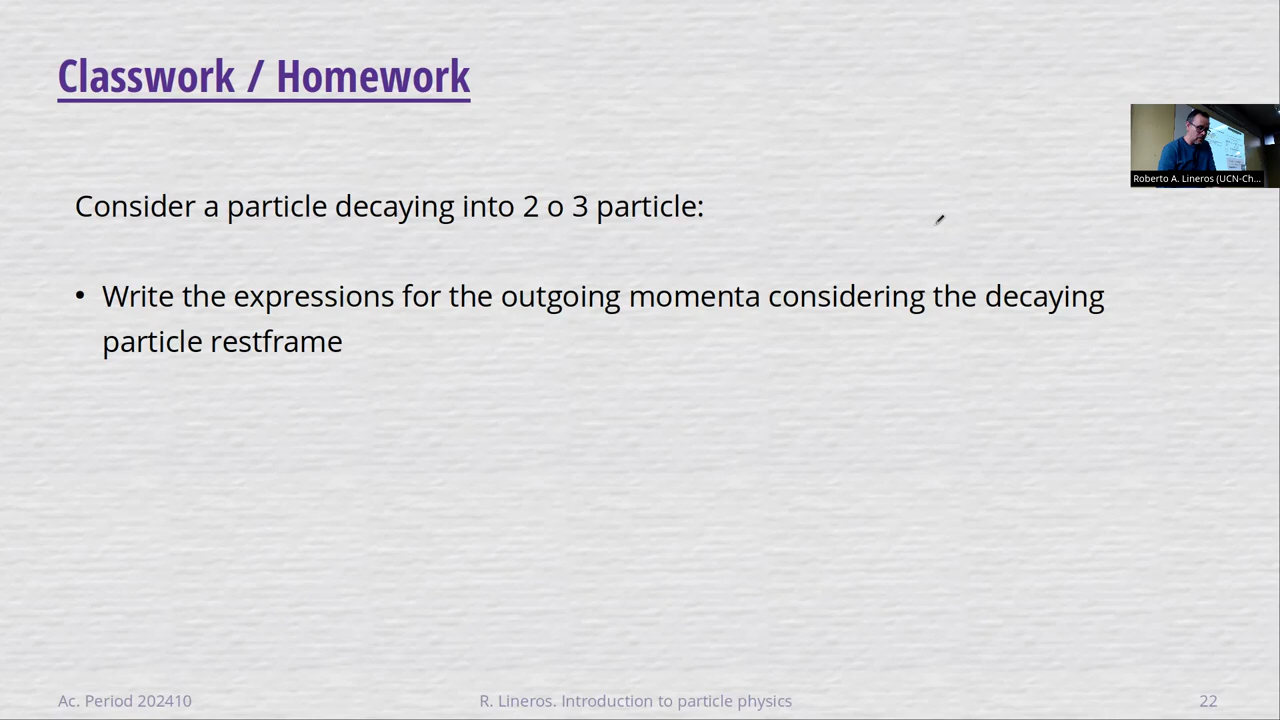 Classwork / Homework
Roberto A. Lineros (UCN-Ch...
Consider a particle decaying into 2 o 3 particle:
• Write the expressions for the outgoing momenta considering the decaying
particle restframe
Ac. Period 202410
R. Lineros. Introduction to particle physics
22